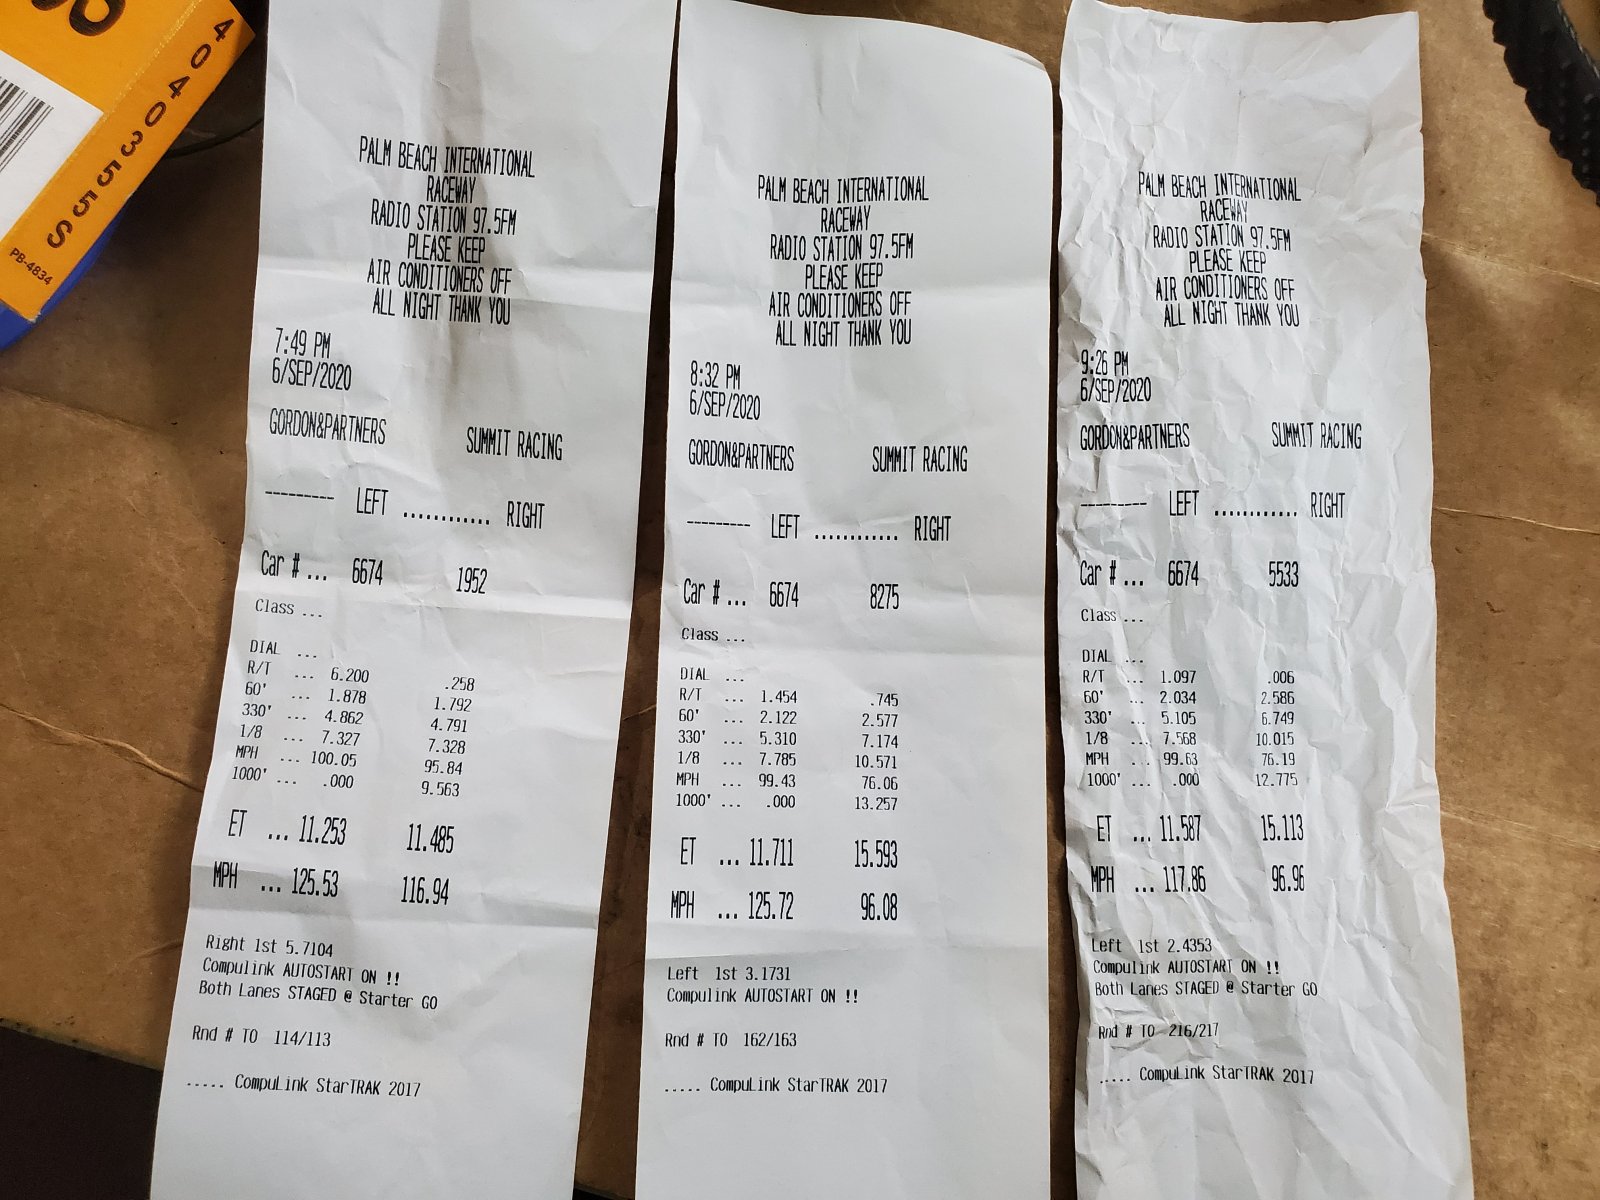 4040355S
PB-4834
PALM BEACH INTERNATIONAL
RACEWAY
RADIO STATION 97.5FM
PLEASE KEEP
AIR CONDITIONERS OFF
ALL NIGHT THANK YOU
7:49 PM
6/SEP/2020
GORDON&PARTNERS SUMMIT RACING
--------- LEFT ............ RIGHT
Car # ... 6674 1952
Class ...
DIAL ...
R/T ... 6.200 .258
60' ... 1.878 1.792
330' ... 4.862 4.791
1/8 ... 7.327 7.328
MPH ... 100.05 95.84
1000' ... .000 9.563
ET ... 11.253 11.485
MPH ... 125.53 116.94
Right 1st 5.7104
Compulink AUTOSTART ON !!
Both Lanes STAGED @ Starter GO
Rnd # TO 114/113
..... CompuLink StarTRAK 2017
PALM BEACH INTERNATIONAL
RACEWAY
RADIO STATION 97.5FM
PLEASE KEEP
AIR CONDITIONERS OFF
ALL NIGHT THANK YOU
8:32 PM
6/SEP/2020
GORDON&PARTNERS SUMMIT RACING
--------- LEFT ............ RIGHT
Car # ... 6674 8275
Class ...
DIAL ...
R/T ... 1.454 .745
60' ... 2.122 2.577
330' ... 5.310 7.174
1/8 ... 7.785 10.571
MPH ... 99.43 76.06
1000' ... .000 13.257
ET ... 11.711 15.593
MPH ... 125.72 96.08
Left 1st 3.1731
Compulink AUTOSTART ON !!
Rnd # TO 162/163
..... CompuLink StarTRAK 2017
PALM BEACH INTERNATIONAL
RACEWAY
RADIO STATION 97.5FM
PLEASE KEEP
AIR CONDITIONERS OFF
ALL NIGHT THANK YOU
9:26 PM
6/SEP/2020
GORDON&PARTNERS SUMMIT RACING
--------- LEFT ............ RIGHT
Car # ... 6674 5533
Class ...
DIAL ...
R/T ... 1.097 .006
60' ... 2.034 2.586
330' ... 5.105 6.749
1/8 ... 7.568 10.015
MPH ... 99.63 76.19
1000' ... .000 12.775
ET ... 11.587 15.113
MPH ... 117.86 96.96
Left 1st 2.4353
Compulink AUTOSTART ON !!
Both Lanes STAGED @ Starter GO
Rnd # TO 216/217
..... CompuLink StarTRAK 2017